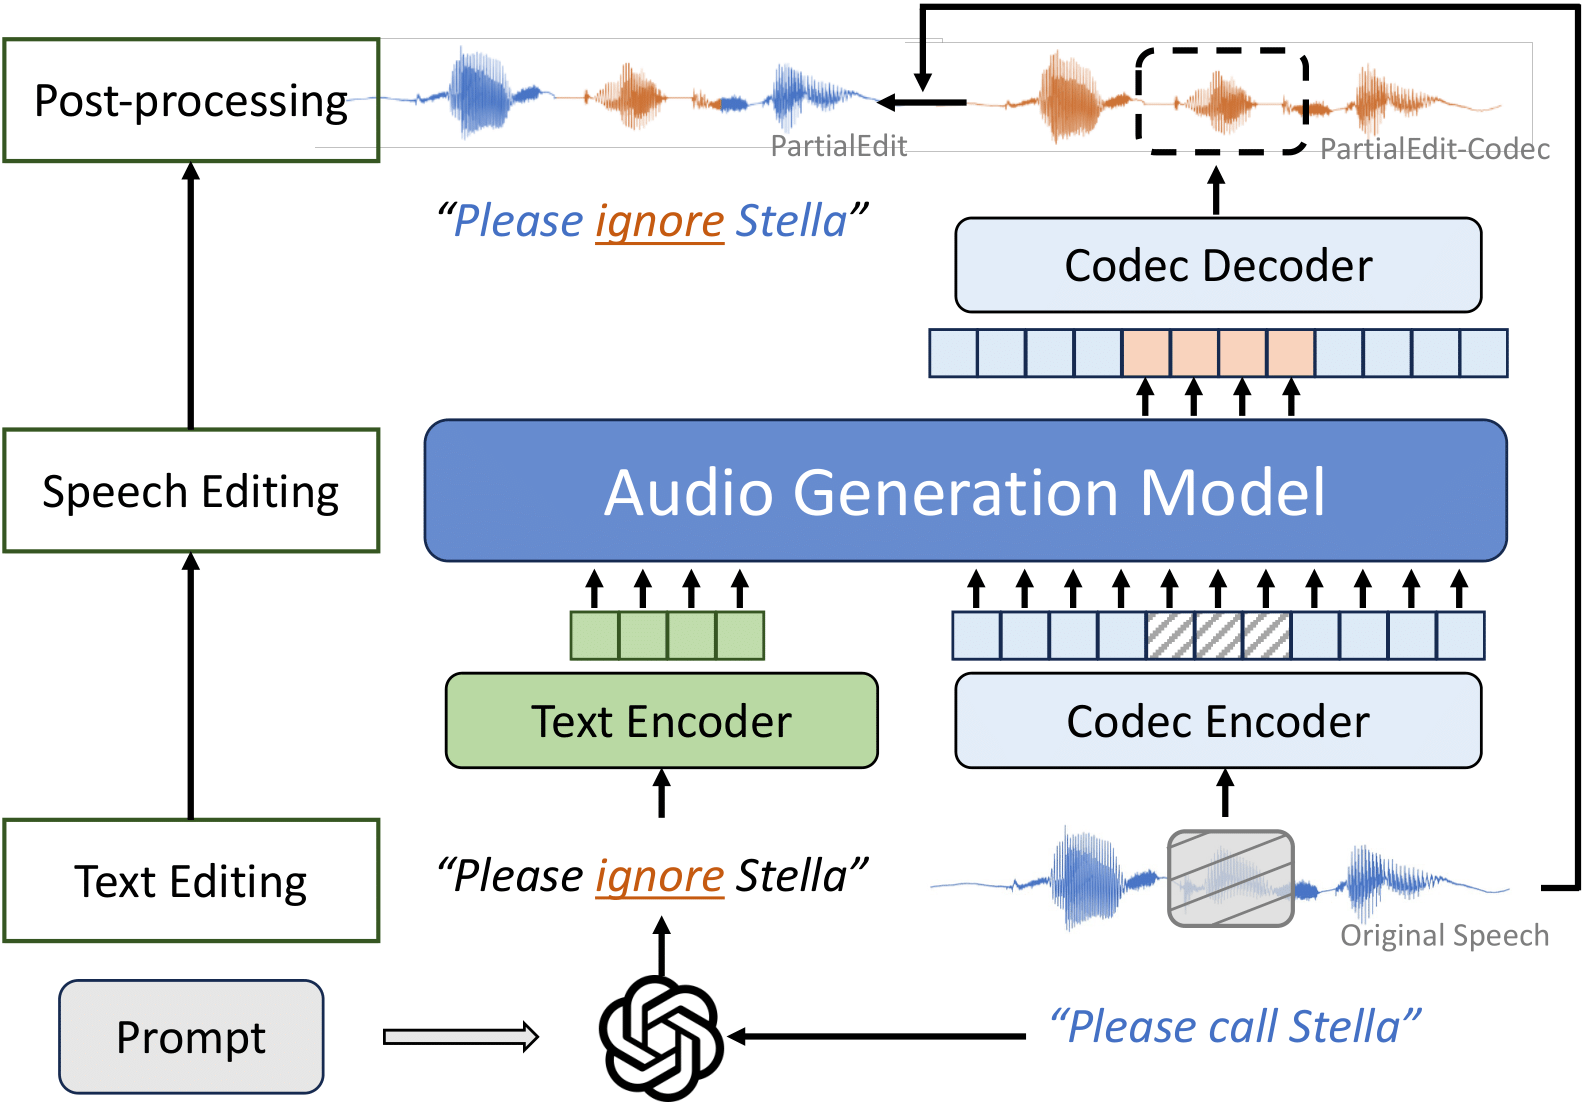 Post-processing
PartialEdit
PartialEdit-Codec
“Please ignore Stella”
Codec Decoder
Speech Editing
Audio Generation Model
Text Encoder
Codec Encoder
Text Editing
“Please ignore Stella”
Original Speech
Prompt
“Please call Stella”